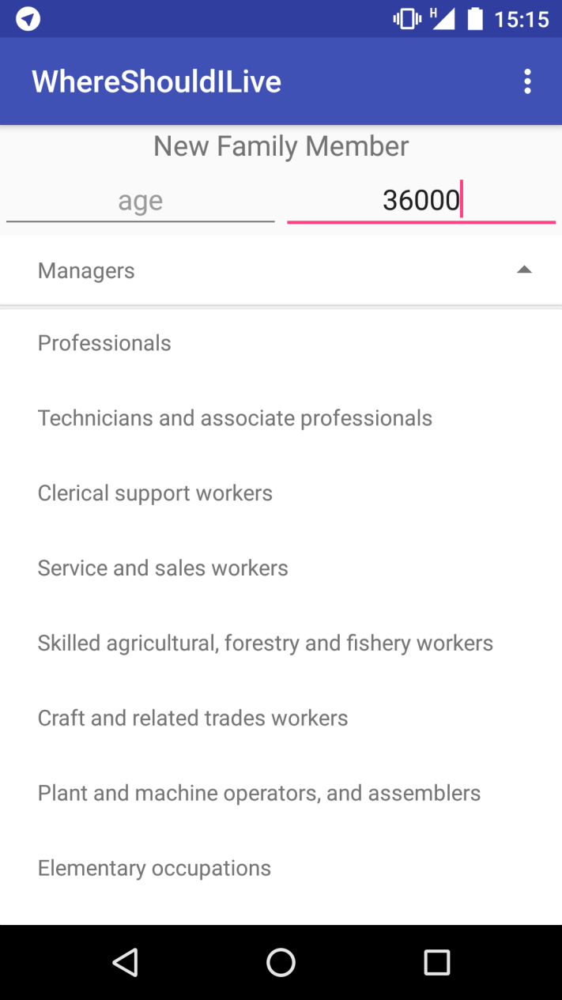 H 15:15
WhereShouldILive
New Family Member
age 36000
Managers
Professionals
Technicians and associate professionals
Clerical support workers
Service and sales workers
Skilled agricultural, forestry and fishery workers
Craft and related trades workers
Plant and machine operators, and assemblers
Elementary occupations